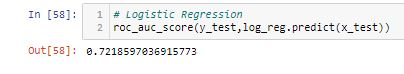 In [58]:
1 # Logistic Regression
2 roc_auc_score(y_test,log_reg.predict(x_test))
Out[58]: 0.7218597036915773